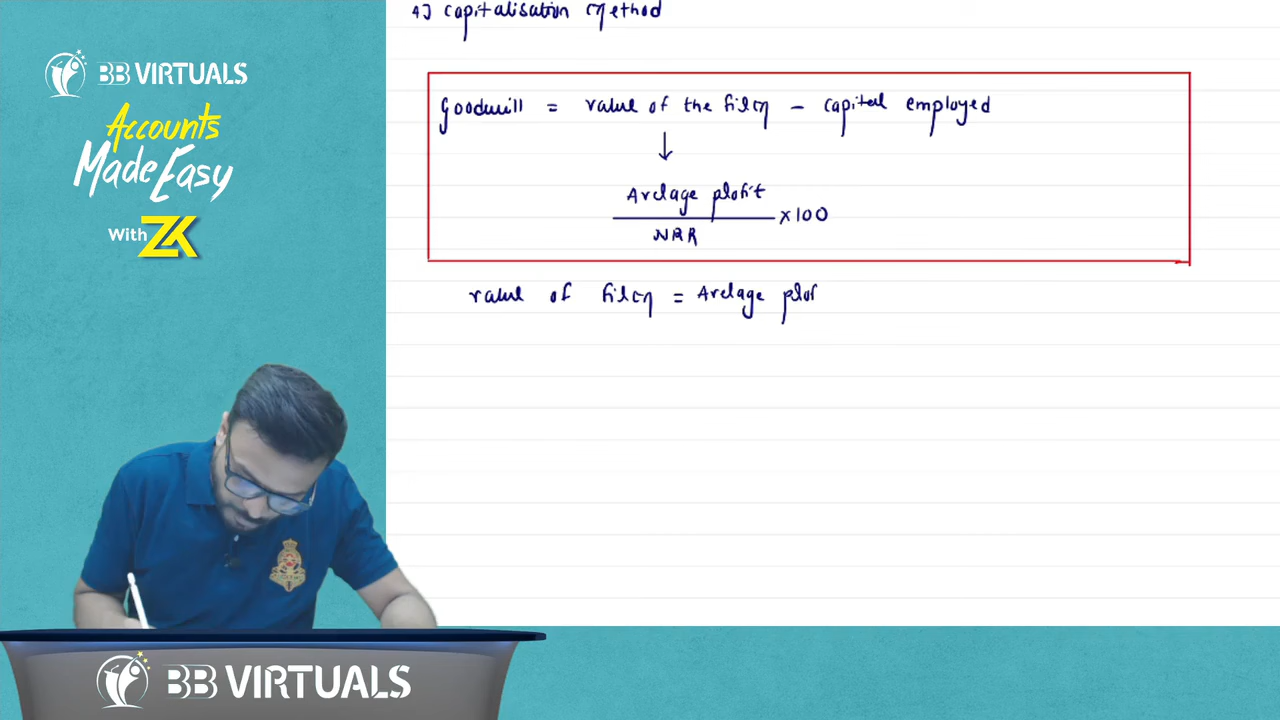 4) Capitalisation Method
BB VIRTUALS
Accounts
Made Easy
With ZK
Goodwill = value of the firm - capital employed
↓
Average profit
NRR
×100
value of firm = Average prof
BB VIRTUALS